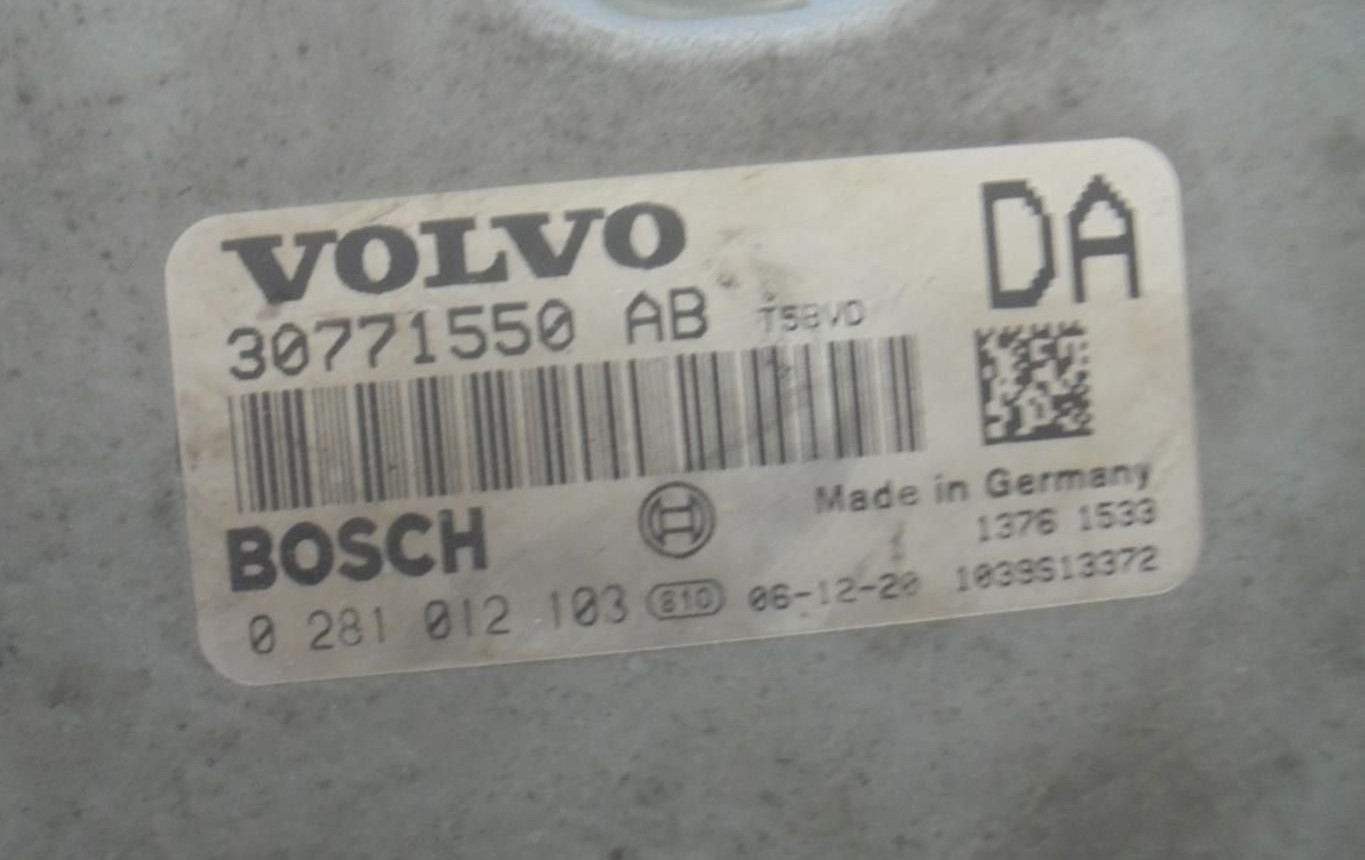 VOLVO
DA
30771550 AB T5BVD
BOSCH
Made in Germany
1376 1533
0 281 012 103 810 06-12-20 1039S13372